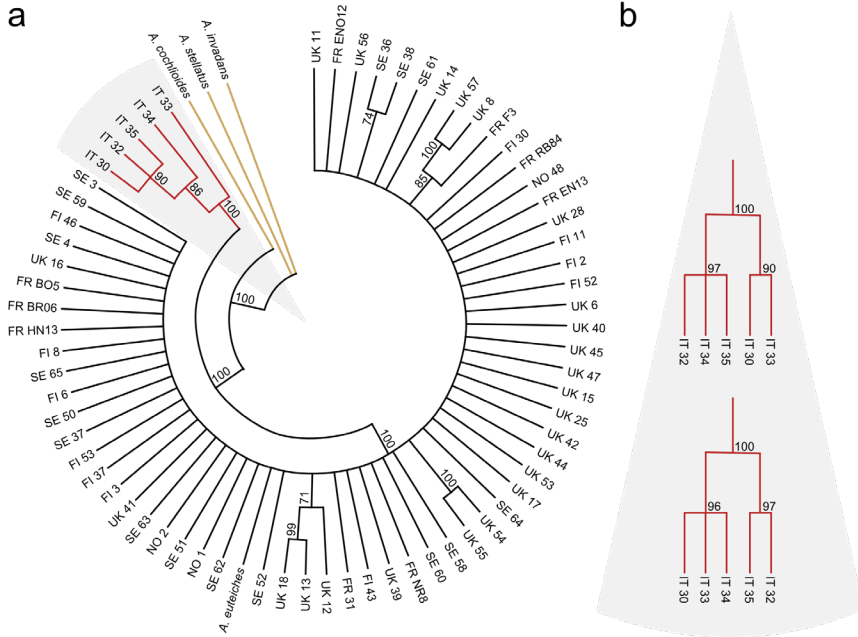 a
b
A. cochlioides
A. stellatus
A. invadans
UK 11
FR ENO12
UK 56
SE 36
SE 38
SE 61
UK 14
UK 57
UK 8
FR F3
FI 30
FR RB84
NO 48
FR EN13
UK 28
FI 11
FI 2
FI 52
UK 6
UK 40
UK 45
UK 47
UK 15
UK 25
UK 42
UK 44
UK 53
UK 17
SE 64
UK 54
UK 55
SE 58
SE 60
FR NR8
UK 39
FI 43
FR 31
UK 12
UK 13
UK 18
SE 52
A. euteiches
SE 62
NO 1
SE 51
NO 2
SE 63
UK 41
FI 3
FI 37
FI 53
SE 37
SE 50
FI 6
SE 65
FI 8
FR HN13
FR BR06
FR BO5
UK 16
SE 4
FI 46
SE 59
SE 3
IT 30
IT 32
IT 35
IT 34
IT 33
90
86
100
74
100
85
100
100
100
100
71
99
100
97
90
IT 32
IT 34
IT 35
IT 30
IT 33
100
96
97
IT 30
IT 33
IT 34
IT 35
IT 32